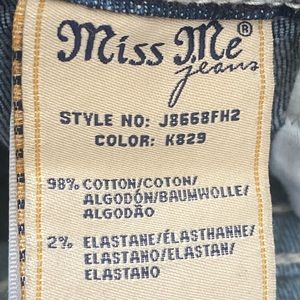 Miss Me®
jeans
STYLE NO: J8668FH2
COLOR: K829
98% COTTON/COTON/
ALGODÓN/BAUMWOLLE/
ALGODÃO
2% ELASTANE/ÉLASTHANNE/
ELASTANO/ELASTAN/
ELASTANO